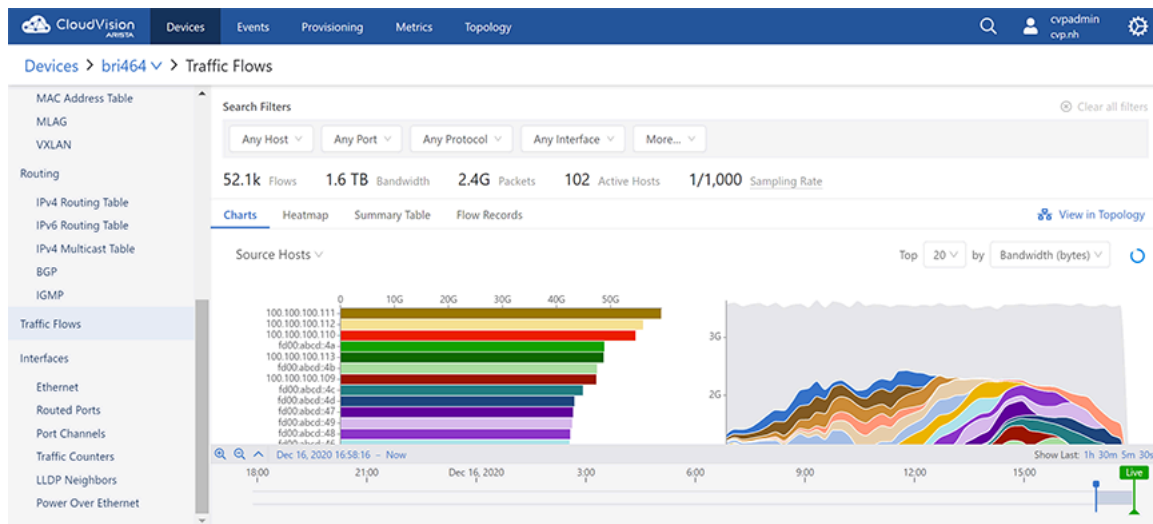 CloudVision
ARISTA
Devices Events Provisioning Metrics Topology
cvpadmin
cvp.nh
Devices > bri464 > Traffic Flows
MAC Address Table
MLAG
VXLAN
Routing
IPv4 Routing Table
IPv6 Routing Table
IPv4 Multicast Table
BGP
IGMP
Traffic Flows
Interfaces
Ethernet
Routed Ports
Port Channels
Traffic Counters
LLDP Neighbors
Power Over Ethernet
Search Filters
Clear all filters
Any Host Any Port Any Protocol Any Interface More...
52.1k Flows 1.6 TB Bandwidth 2.4G Packets 102 Active Hosts 1/1,000 Sampling Rate
Charts Heatmap Summary Table Flow Records
View in Topology
Source Hosts
Top 20 by Bandwidth (bytes)
0 10G 20G 30G 40G 50G
100.100.100.111
100.100.100.112
100.100.100.110
fd00:abcd::4a
100.100.100.113
fd00:abcd::4b
100.100.100.109
fd00:abcd::4c
fd00:abcd::4d
fd00:abcd::47
fd00:abcd::49
fd00:abcd::48
3G
2G
Dec 16, 2020 16:58:16 - Now
Show Last: 1h 30m 5m 30s
18:00 21:00 Dec 16, 2020 3:00 6:00 9:00 12:00 15:00
Live